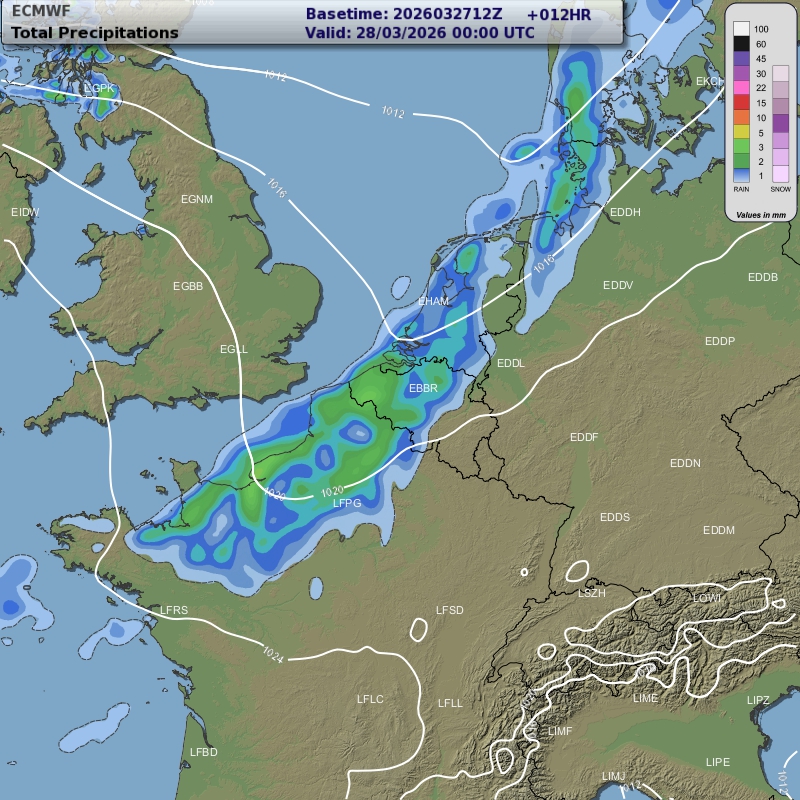 ECMWF
Basetime: 2026032712Z +012HR
Total Precipitations
Valid: 28/03/2026 00:00 UTC
100
60
45
30
22
15
10
5
3
2
1
RAIN SNOW
Values in mm
1012
1012
EGPK
EKCH
1016
EGNM
EIDW
EDDH
1016
EDDB
EGBB
EDDV
EHAM
EDDP
EGLL
EDDL
EBBR
EDDF
EDDN
1020
1020
LFPG
EDDS
EDDM
LSZH
LOWI
LFRS
LFSD
1024
LFLC
LFLL
LIME
LIPZ
LIMF
LFBD
LIPE
LIMJ
1012
1012